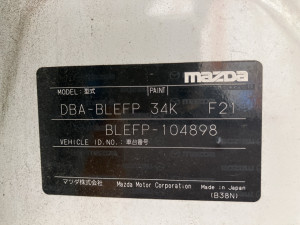 mazda
MODEL: 型式 PAINT
DBA-BLEFP 34K F21
BLEFP-104898
VEHICLE ID.NO.: 車台番号
マツダ株式会社 Mazda Motor Corporation Made in Japan
(B38N)